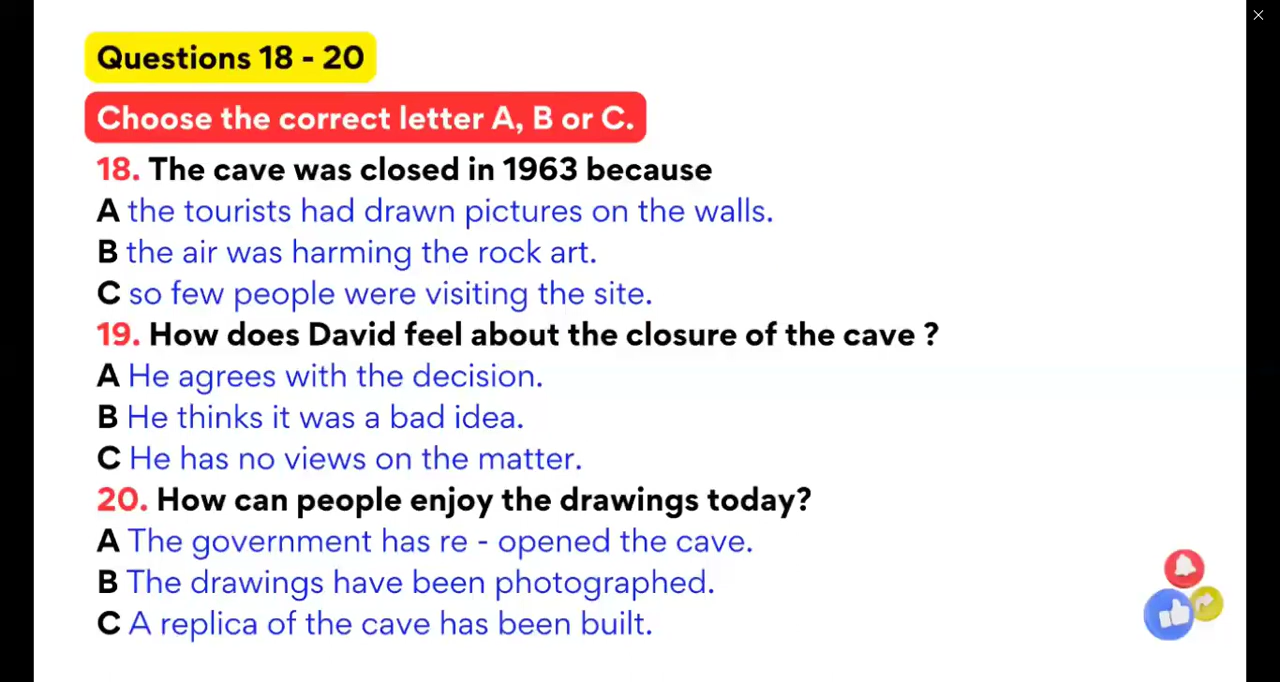 Questions 18 - 20
Choose the correct letter A, B or C.
18. The cave was closed in 1963 because
A the tourists had drawn pictures on the walls.
B the air was harming the rock art.
C so few people were visiting the site.
19. How does David feel about the closure of the cave ?
A He agrees with the decision.
B He thinks it was a bad idea.
C He has no views on the matter.
20. How can people enjoy the drawings today?
A The government has re - opened the cave.
B The drawings have been photographed.
C A replica of the cave has been built.